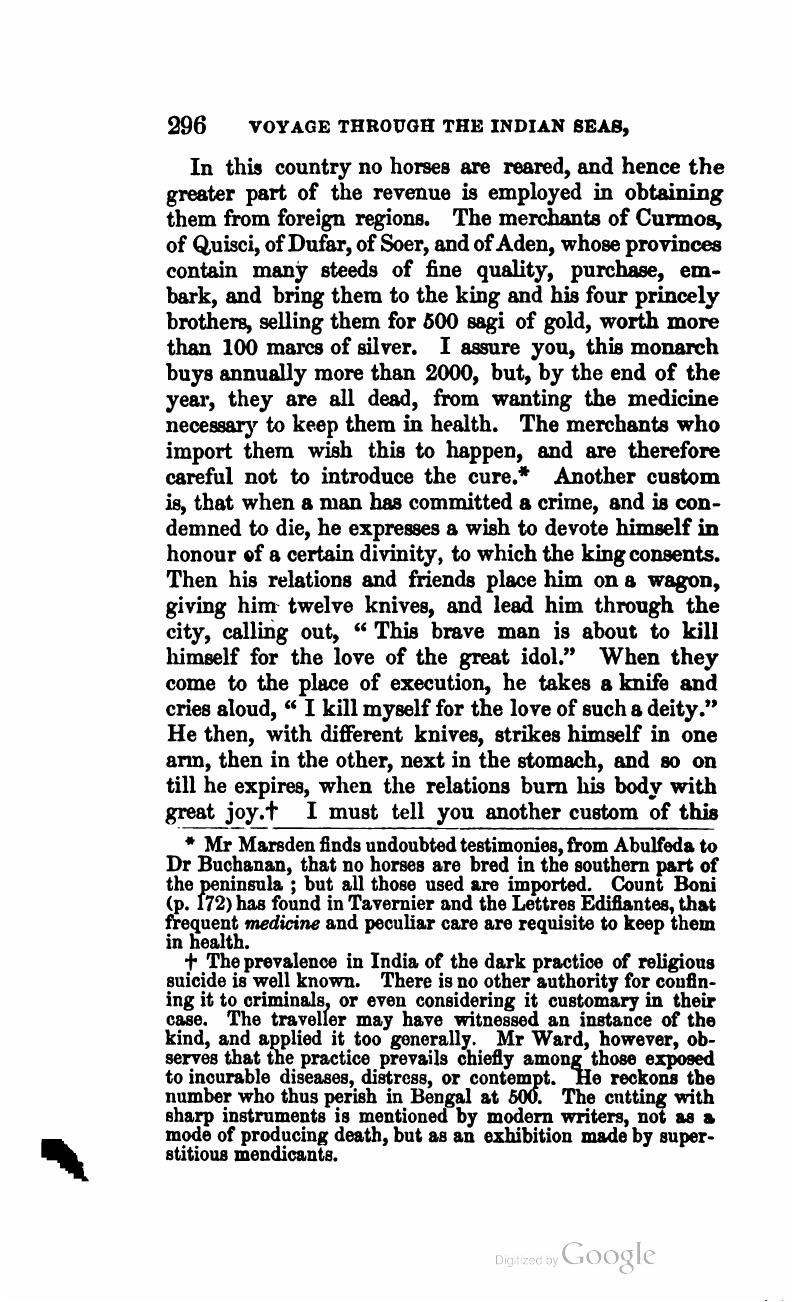 296 VOYAGE THROUGH THE INDIAN SEAS,
In this country no horses are reared, and hence the
greater part of the revenue is employed in obtaining
them from foreign regions. The merchants of Curmos,
of Quisci, of Dufar, of Soer, and of Aden, whose provinces
contain many steeds of fine quality, purchase, em-
bark, and bring them to the king and his four princely
brothers, selling them for 500 sagi of gold, worth more
than 100 marcs of silver. I assure you, this monarch
buys annually more than 2000, but, by the end of the
year, they are all dead, from wanting the medicine
necessary to keep them in health. The merchants who
import them wish this to happen, and are therefore
careful not to introduce the cure.* Another custom
is, that when a man has committed a crime, and is con-
demned to die, he expresses a wish to devote himself in
honour of a certain divinity, to which the king consents.
Then his relations and friends place him on a wagon,
giving him twelve knives, and lead him through the
city, calling out, “ This brave man is about to kill
himself for the love of the great idol.” When they
come to the place of execution, he takes a knife and
cries aloud, “ I kill myself for the love of such a deity.”
He then, with different knives, strikes himself in one
arm, then in the other, next in the stomach, and so on
till he expires, when the relations burn his body with
great joy.† I must tell you another custom of this
* Mr Marsden finds undoubted testimonies, from Abulfeda to
Dr Buchanan, that no horses are bred in the southern part of
the peninsula ; but all those used are imported. Count Boni
(p. 172) has found in Tavernier and the Lettres Edifiantes, that
frequent medicine and peculiar care are requisite to keep them
in health.
† The prevalence in India of the dark practice of religious
suicide is well known. There is no other authority for confin-
ing it to criminals, or even considering it customary in their
case. The traveller may have witnessed an instance of the
kind, and applied it too generally. Mr Ward, however, ob-
serves that the practice prevails chiefly among those exposed
to incurable diseases, distress, or contempt. He reckons the
number who thus perish in Bengal at 500. The cutting with
sharp instruments is mentioned by modern writers, not as a
mode of producing death, but as an exhibition made by super-
stitious mendicants.
Digitized by Google